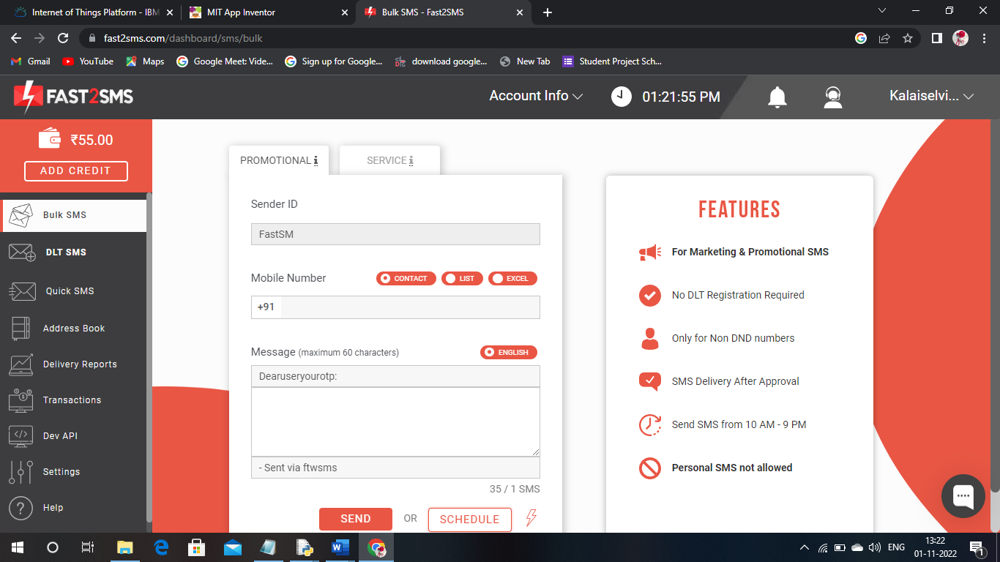 Internet of Things Platform - IBM
MIT App Inventor
Bulk SMS - Fast2SMS
fast2sms.com/dashboard/sms/bulk
Gmail
YouTube
Maps
Google Meet: Vide...
Sign up for Google...
download google...
New Tab
Student Project Sch...
FAST2SMS
Account Info
01:21:55 PM
Kalaiselvi...
₹55.00
ADD CREDIT
Bulk SMS
DLT SMS
Quick SMS
Address Book
Delivery Reports
Transactions
Dev API
Settings
Help
PROMOTIONAL
SERVICE
Sender ID
FastSM
Mobile Number
CONTACT
LIST
EXCEL
+91
Message (maximum 60 characters)
ENGLISH
Dearuseryourotp:
- Sent via ftwsms
35 / 1 SMS
SEND
OR
SCHEDULE
FEATURES
For Marketing & Promotional SMS
No DLT Registration Required
Only for Non DND numbers
SMS Delivery After Approval
Send SMS from 10 AM - 9 PM
Personal SMS not allowed
ENG
13:22
01-11-2022
1